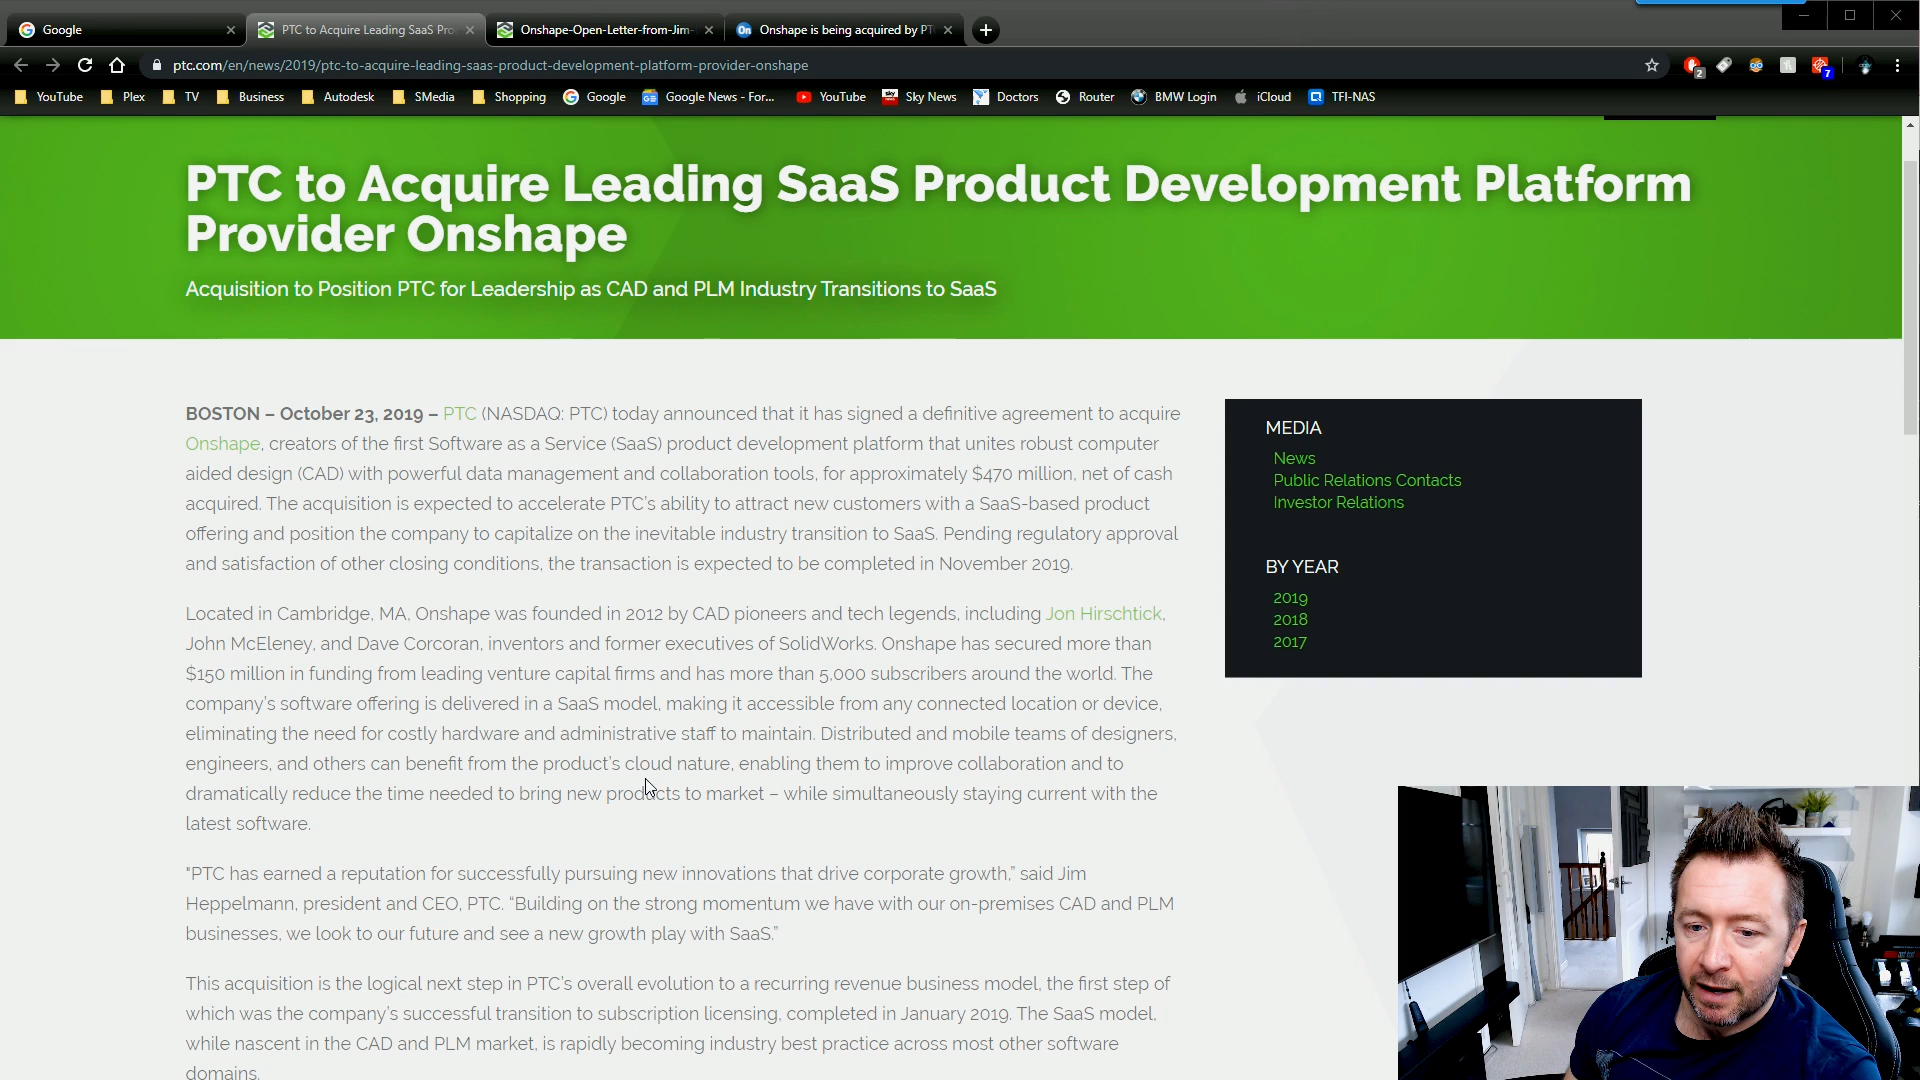 Google
PTC to Acquire Leading SaaS Pro
Onshape-Open-Letter-from-Jim-
On
Onshape is being acquired by PT
ptc.com/en/news/2019/ptc-to-acquire-leading-saas-product-development-platform-provider-onshape
2
7
YouTube
Plex
TV
Business
Autodesk
SMedia
Shopping
Google
Google News - For...
YouTube
Sky News
Doctors
Router
BMW Login
iCloud
TFI-NAS
PTC to Acquire Leading SaaS Product Development Platform
Provider Onshape
Acquisition to Position PTC for Leadership as CAD and PLM Industry Transitions to SaaS
BOSTON – October 23, 2019 – PTC (NASDAQ: PTC) today announced that it has signed a definitive agreement to acquire
Onshape, creators of the first Software as a Service (SaaS) product development platform that unites robust computer
aided design (CAD) with powerful data management and collaboration tools, for approximately $470 million, net of cash
acquired. The acquisition is expected to accelerate PTC's ability to attract new customers with a SaaS-based product
offering and position the company to capitalize on the inevitable industry transition to SaaS. Pending regulatory approval
and satisfaction of other closing conditions, the transaction is expected to be completed in November 2019.
Located in Cambridge, MA, Onshape was founded in 2012 by CAD pioneers and tech legends, including Jon Hirschtick,
John McEleney, and Dave Corcoran, inventors and former executives of SolidWorks. Onshape has secured more than
$150 million in funding from leading venture capital firms and has more than 5,000 subscribers around the world. The
company's software offering is delivered in a SaaS model, making it accessible from any connected location or device,
eliminating the need for costly hardware and administrative staff to maintain. Distributed and mobile teams of designers,
engineers, and others can benefit from the product's cloud nature, enabling them to improve collaboration and to
dramatically reduce the time needed to bring new products to market – while simultaneously staying current with the
latest software.
"PTC has earned a reputation for successfully pursuing new innovations that drive corporate growth,” said Jim
Heppelmann, president and CEO, PTC. “Building on the strong momentum we have with our on-premises CAD and PLM
businesses, we look to our future and see a new growth play with SaaS.”
This acquisition is the logical next step in PTC's overall evolution to a recurring revenue business model, the first step of
which was the company's successful transition to subscription licensing, completed in January 2019. The SaaS model,
while nascent in the CAD and PLM market, is rapidly becoming industry best practice across most other software
domains.
MEDIA
News
Public Relations Contacts
Investor Relations
BY YEAR
2019
2018
2017